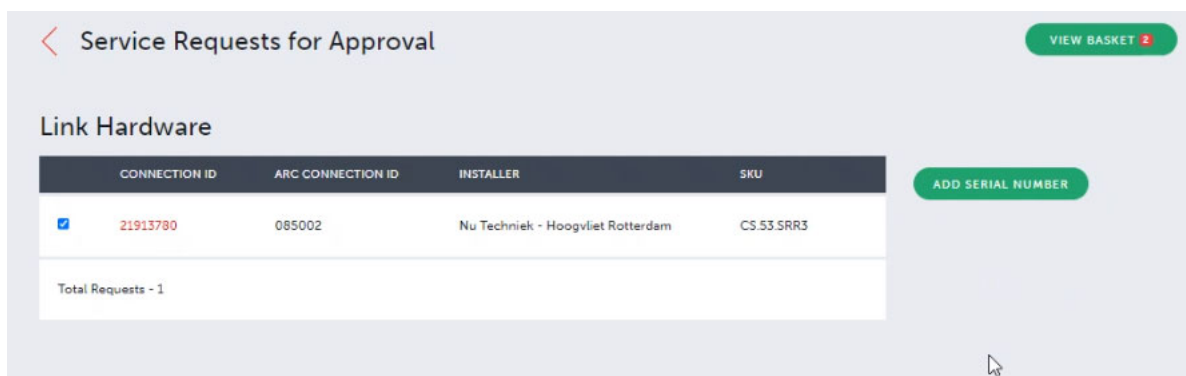 Service Requests for Approval
VIEW BASKET 2
Link Hardware
CONNECTION ID ARC CONNECTION ID INSTALLER SKU
ADD SERIAL NUMBER
21913780 085002 Nu Techniek - Hoogvliet Rotterdam CS.53.SRR3
Total Requests - 1